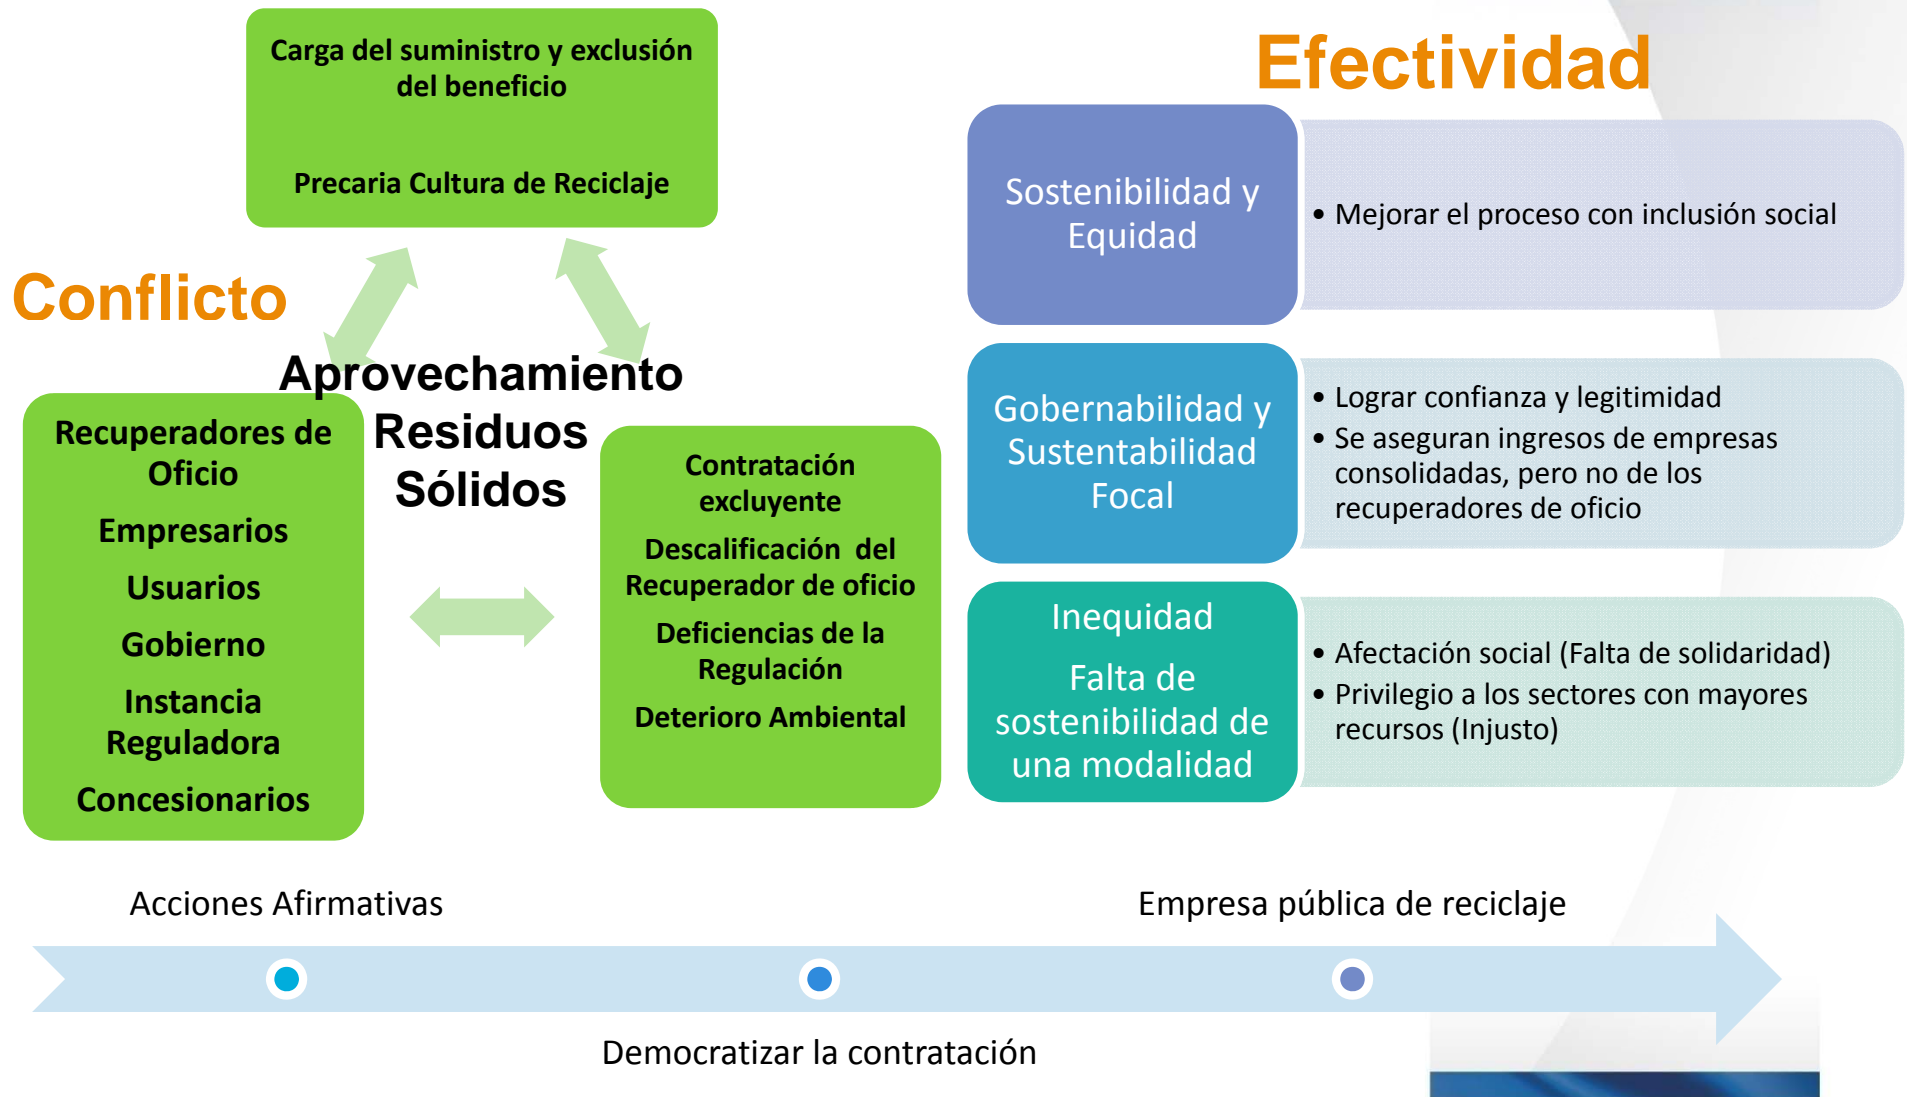 Carga del suministro y exclusión
del beneficio
Precaria Cultura de Reciclaje
Conflicto
Aprovechamiento
Residuos
Sólidos
Recuperadores de
Oficio
Empresarios
Usuarios
Gobierno
Instancia
Reguladora
Concesionarios
Contratación
excluyente
Descalificación del
Recuperador de oficio
Deficiencias de la
Regulación
Deterioro Ambiental
Efectividad
Sostenibilidad y
Equidad
• Mejorar el proceso con inclusión social
Gobernabilidad y
Sustentabilidad
Focal
• Lograr confianza y legitimidad
• Se aseguran ingresos de empresas
consolidadas, pero no de los
recuperadores de oficio
Inequidad
Falta de
sostenibilidad de
una modalidad
• Afectación social (Falta de solidaridad)
• Privilegio a los sectores con mayores
recursos (Injusto)
Acciones Afirmativas
Democratizar la contratación
Empresa pública de reciclaje